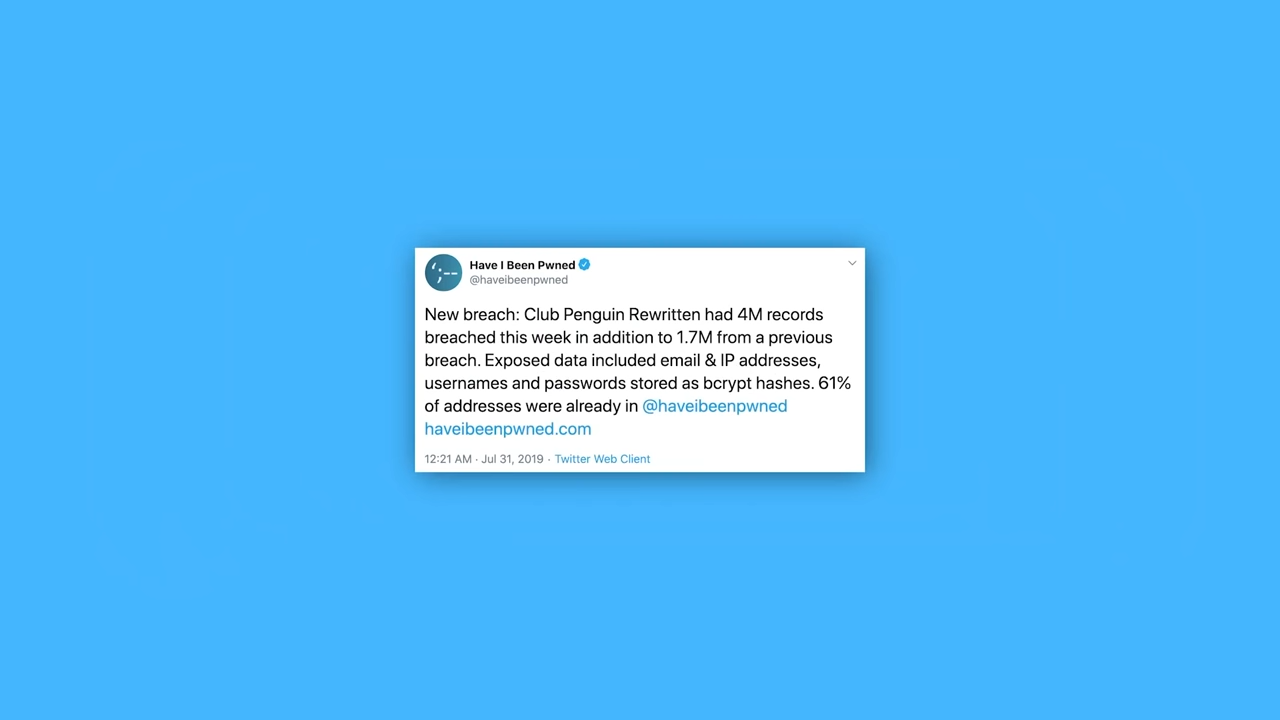 Have I Been Pwned
@haveibeenpwned
New breach: Club Penguin Rewritten had 4M records
breached this week in addition to 1.7M from a previous
breach. Exposed data included email & IP addresses,
usernames and passwords stored as bcrypt hashes. 61%
of addresses were already in @haveibeenpwned
haveibeenpwned.com
12:21 AM · Jul 31, 2019 · Twitter Web Client